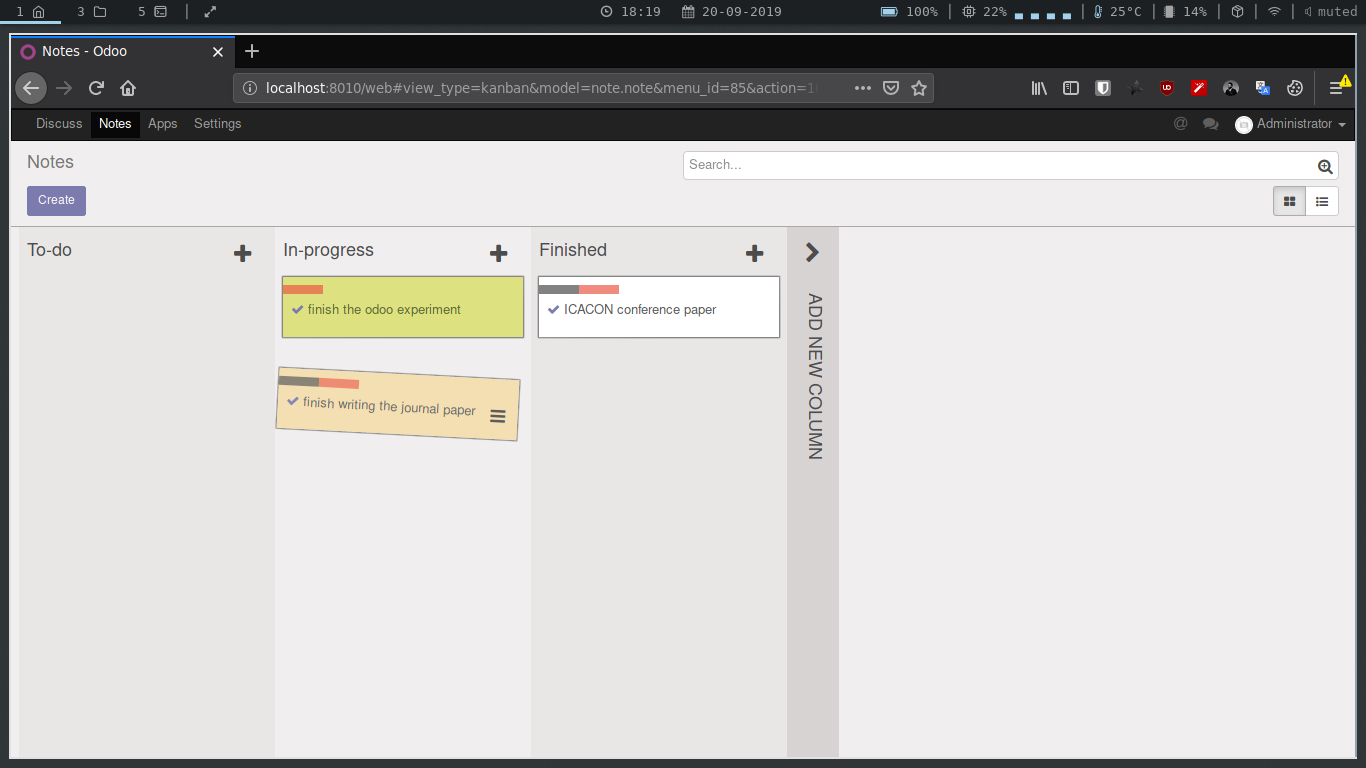 1 3 5 18:19 20-09-2019 100% 22% 25°C 14% muted
Notes - Odoo
localhost:8010/web#view_type=kanban&model=note.note&menu_id=85&action=1
Discuss Notes Apps Settings Administrator
Notes Search...
Create
To-do In-progress Finished
finish the odoo experiment ICACON conference paper
finish writing the journal paper
ADD NEW COLUMN